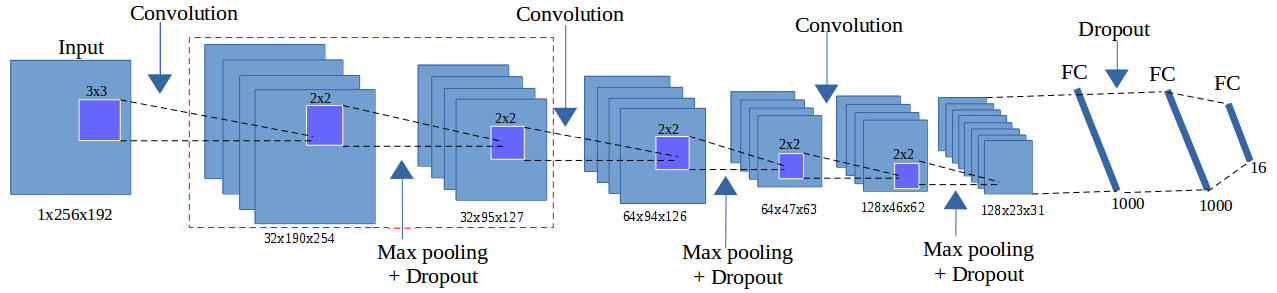 Convolution
Input
3x3
1x256x192
2x2
32x190x254
2x2
32x95x127
Max pooling
+ Dropout
Convolution
2x2
64x94x126
Max pooling
+ Dropout
2x2
64x47x63
Convolution
2x2
128x46x62
Max pooling
+ Dropout
128x23x31
Dropout
FC
1000
FC
1000
FC
16